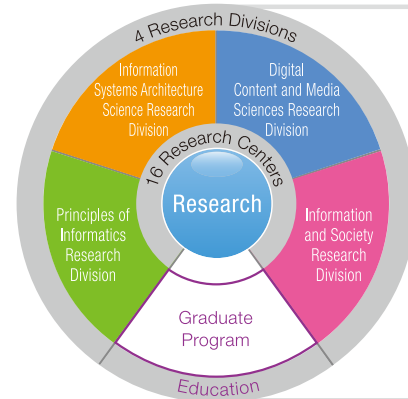 4 Research Divisions
Information
Systems Architecture
Science Research
Division
Digital
Content and Media
Sciences Research
Division
16 Research Centers
Research
Principles of
Informatics
Research
Division
Information
and Society
Research
Division
Graduate
Program
Education